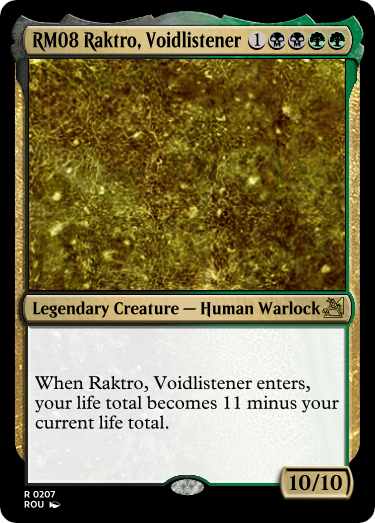 RM08 Raktro, Voidlistener 1
Legendary Creature — Human Warlock
When Raktro, Voidlistener enters,
your life total becomes 11 minus your
current life total.
10/10
R 0207
ROU